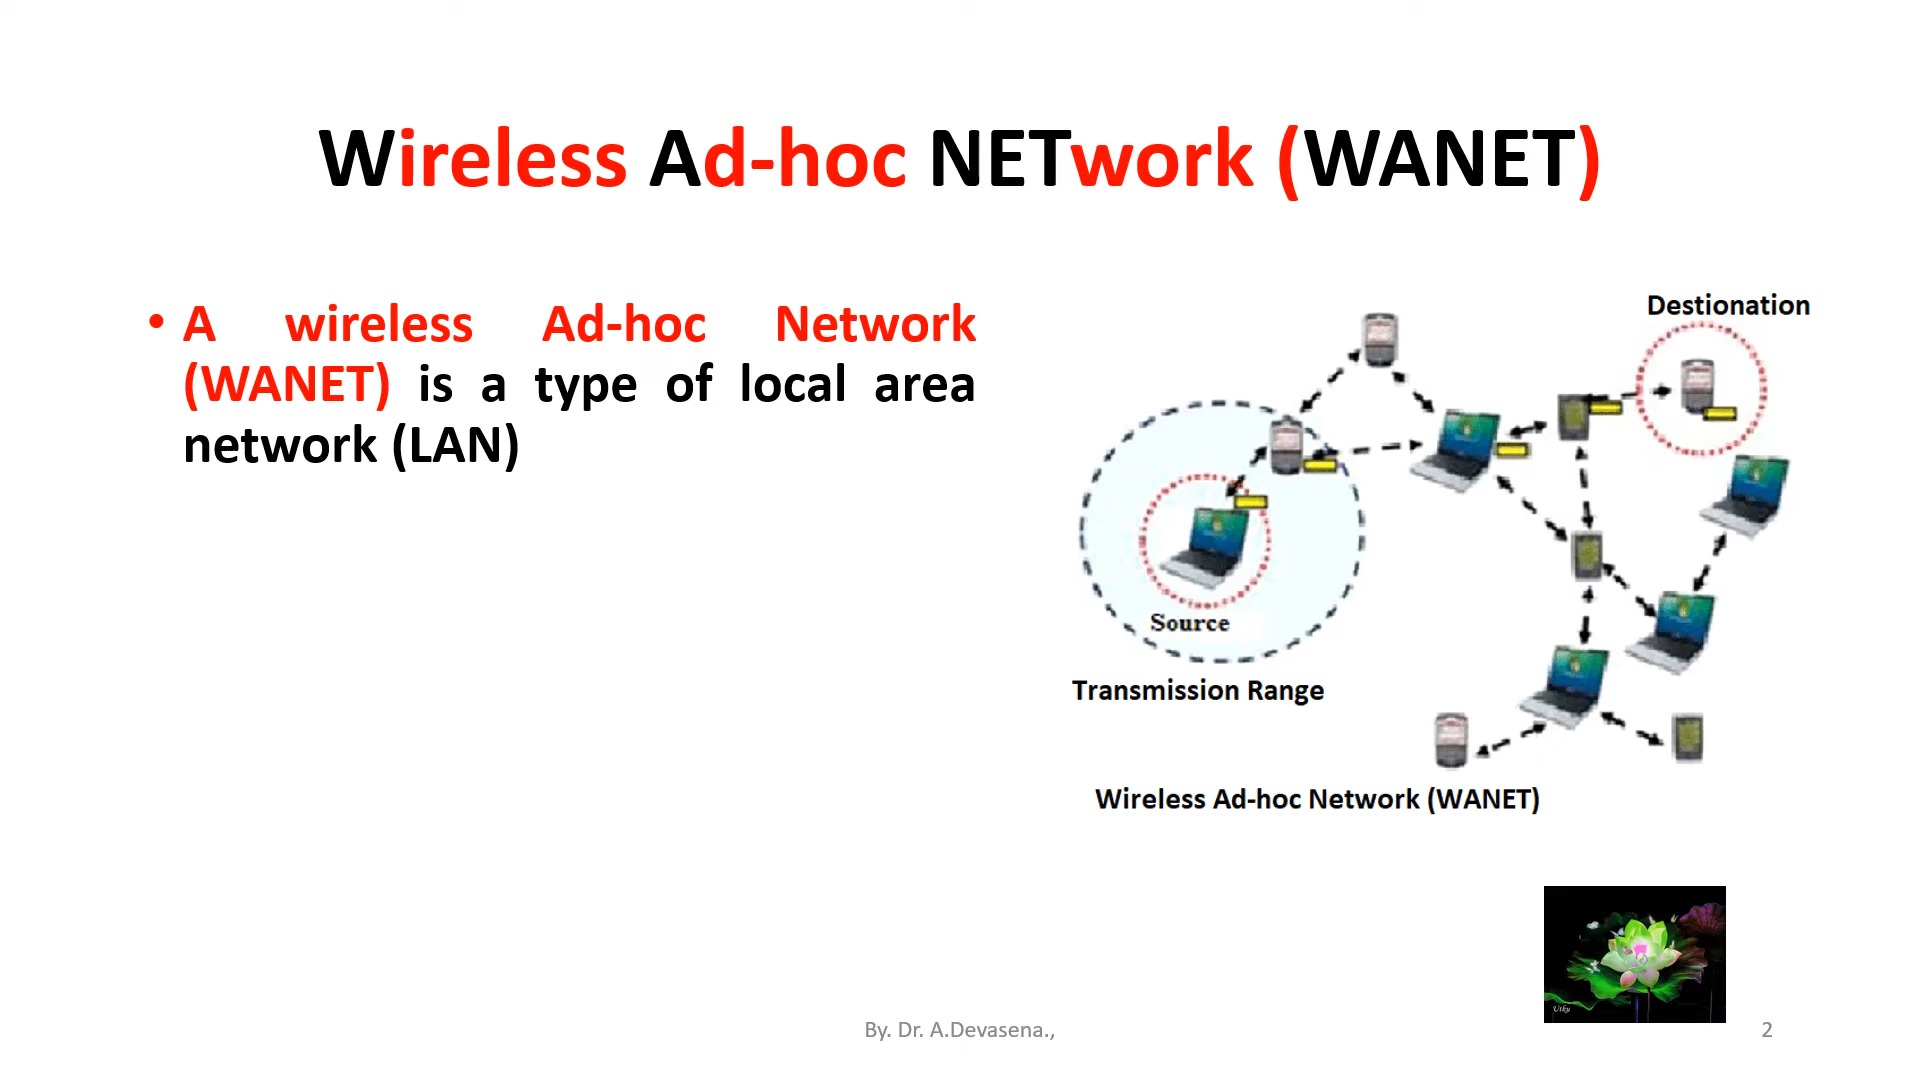 Wireless Ad-hoc NETwork (WANET)
• A wireless Ad-hoc Network
(WANET) is a type of local area
network (LAN)
Destionation
Source
Transmission Range
Wireless Ad-hoc Network (WANET)
Utku
By. Dr. A.Devasena.,
2